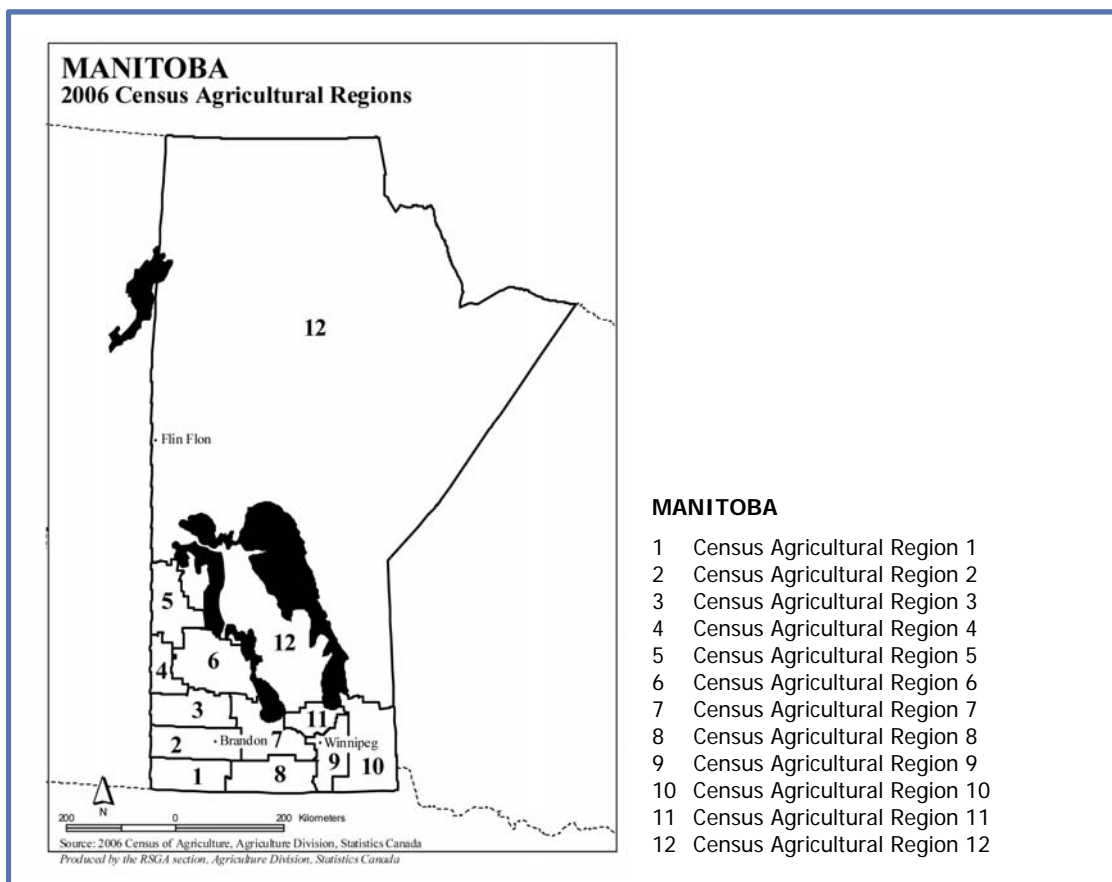 MANITOBA
2006 Census Agricultural Regions
12
Flin Flon
5
12
6
4
3
11
2
Brandon
7
Winnipeg
1
8
9
10
N
200 0 200 Kilometers
Source: 2006 Census of Agriculture, Agriculture Division, Statistics Canada
Produced by the RSGA section, Agriculture Division, Statistics Canada
MANITOBA
1 Census Agricultural Region 1
2 Census Agricultural Region 2
3 Census Agricultural Region 3
4 Census Agricultural Region 4
5 Census Agricultural Region 5
6 Census Agricultural Region 6
7 Census Agricultural Region 7
8 Census Agricultural Region 8
9 Census Agricultural Region 9
10 Census Agricultural Region 10
11 Census Agricultural Region 11
12 Census Agricultural Region 12